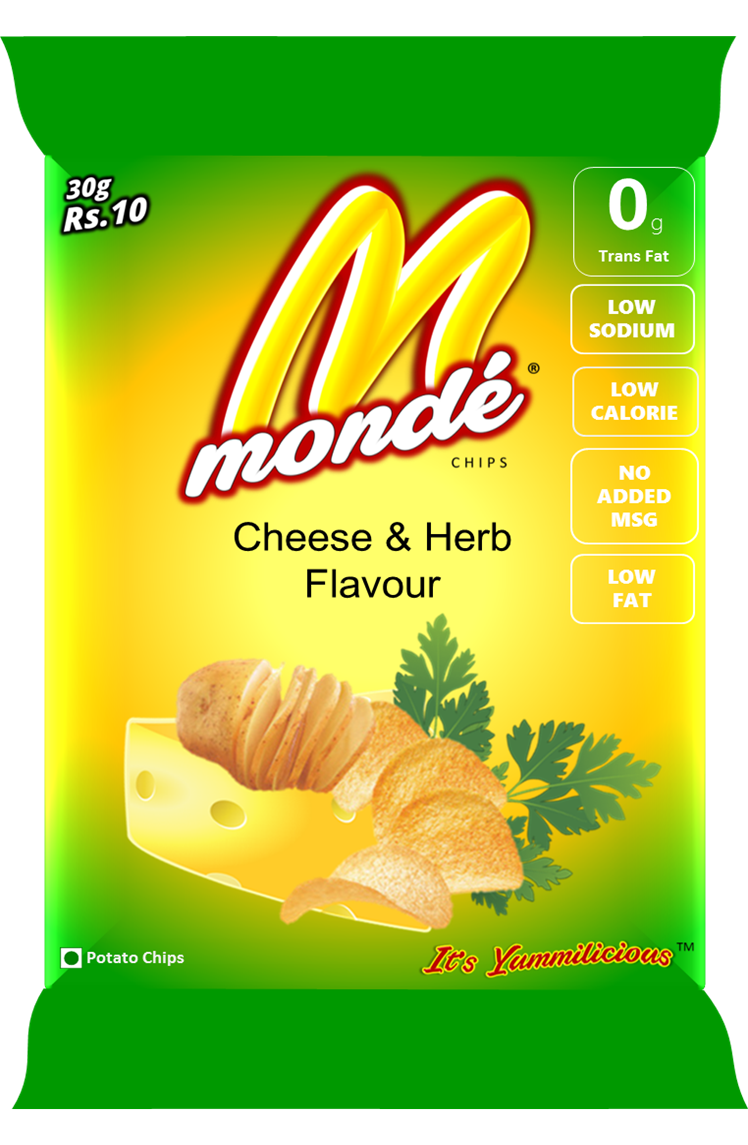 30g
Rs.10
M
mondé®
CHIPS
Cheese & Herb
Flavour
0g
Trans Fat
LOW
SODIUM
LOW
CALORIE
NO
ADDED
MSG
LOW
FAT
Potato Chips
It's Yummilicious™